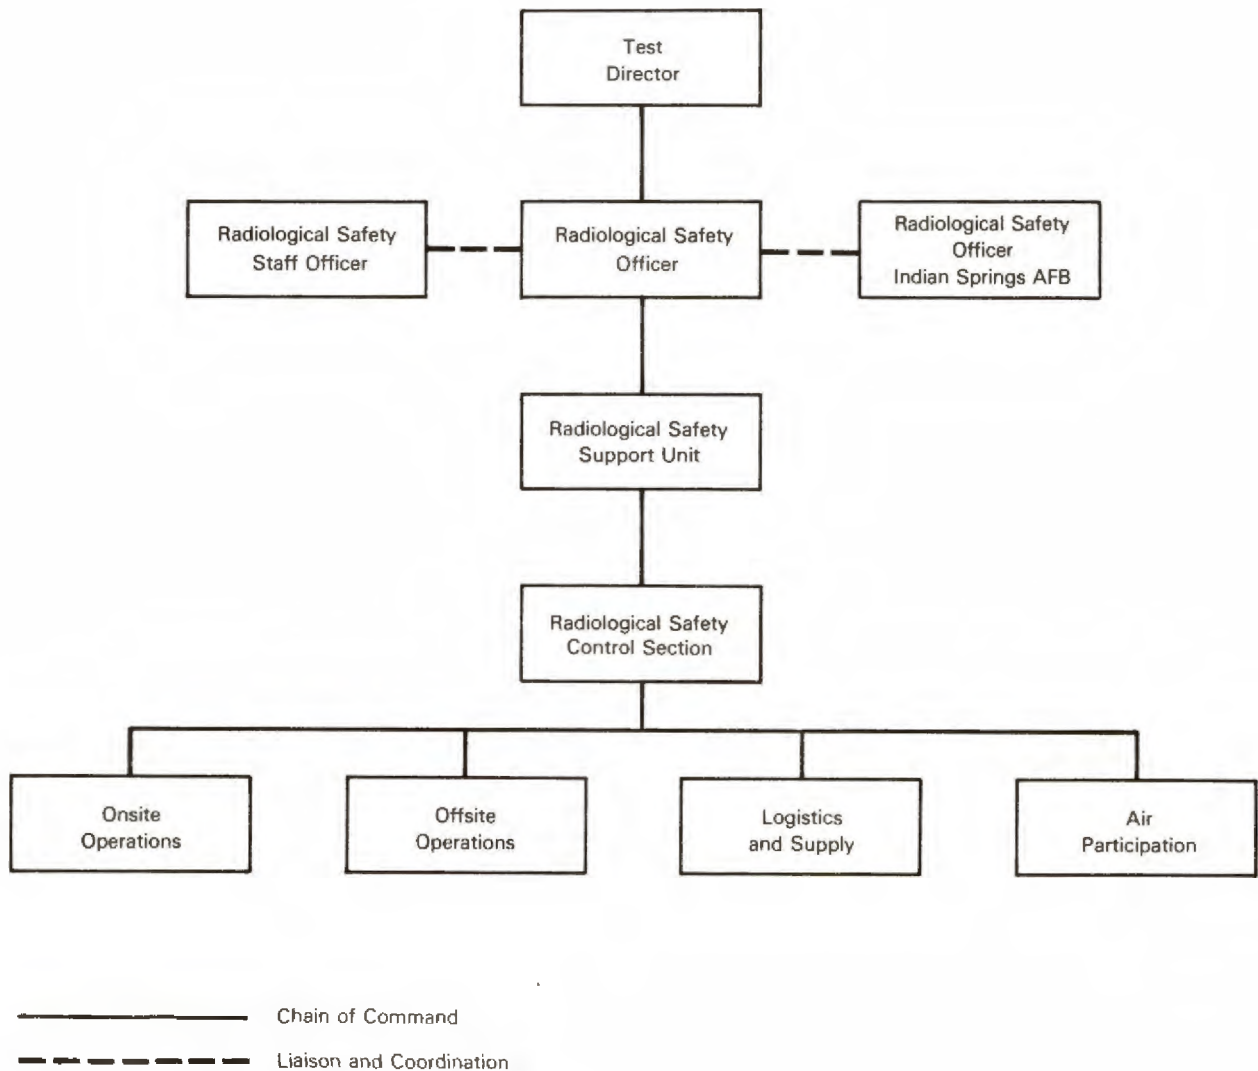 Test
Director
Radiological Safety
Staff Officer
Radiological Safety
Officer
Radiological Safety
Officer
Indian Springs AFB
Radiological Safety
Support Unit
Radiological Safety
Control Section
Onsite
Operations
Offsite
Operations
Logistics
and Supply
Air
Participation
Chain of Command
Liaison and Coordination